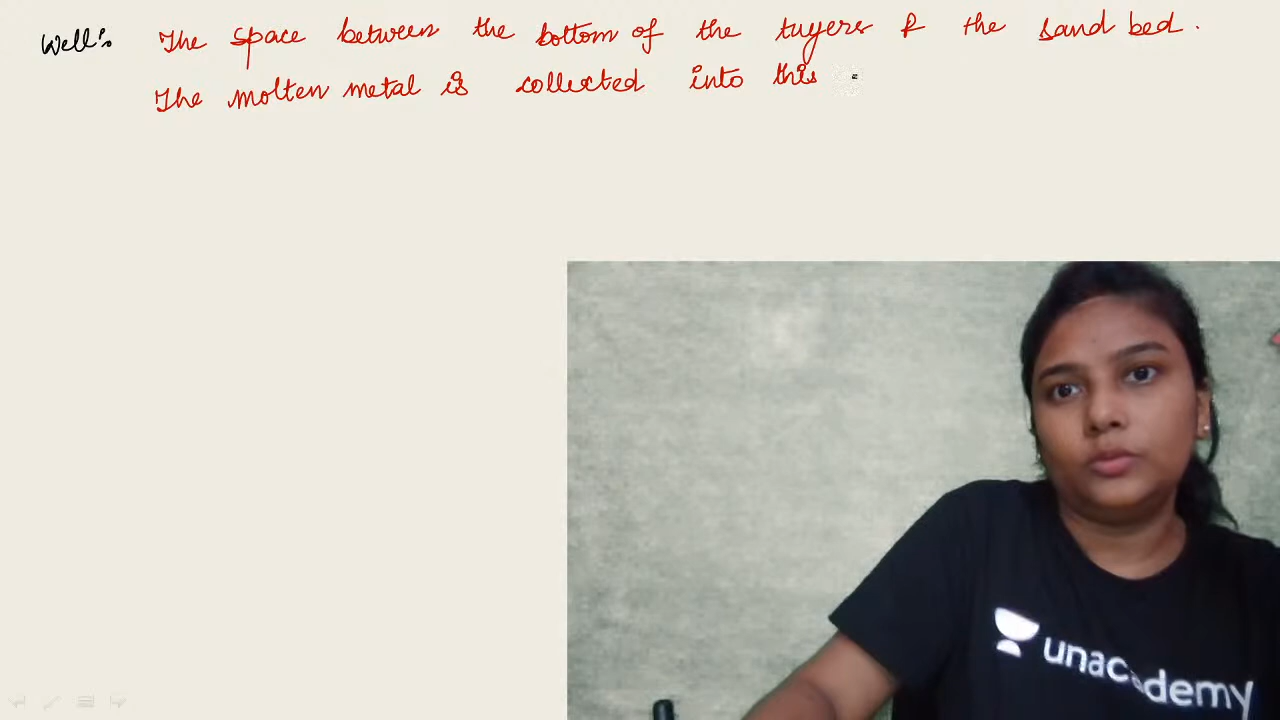 Well:- The space between the bottom of the tuyers & the sand bed.
The molten metal is collected into this
unacademy